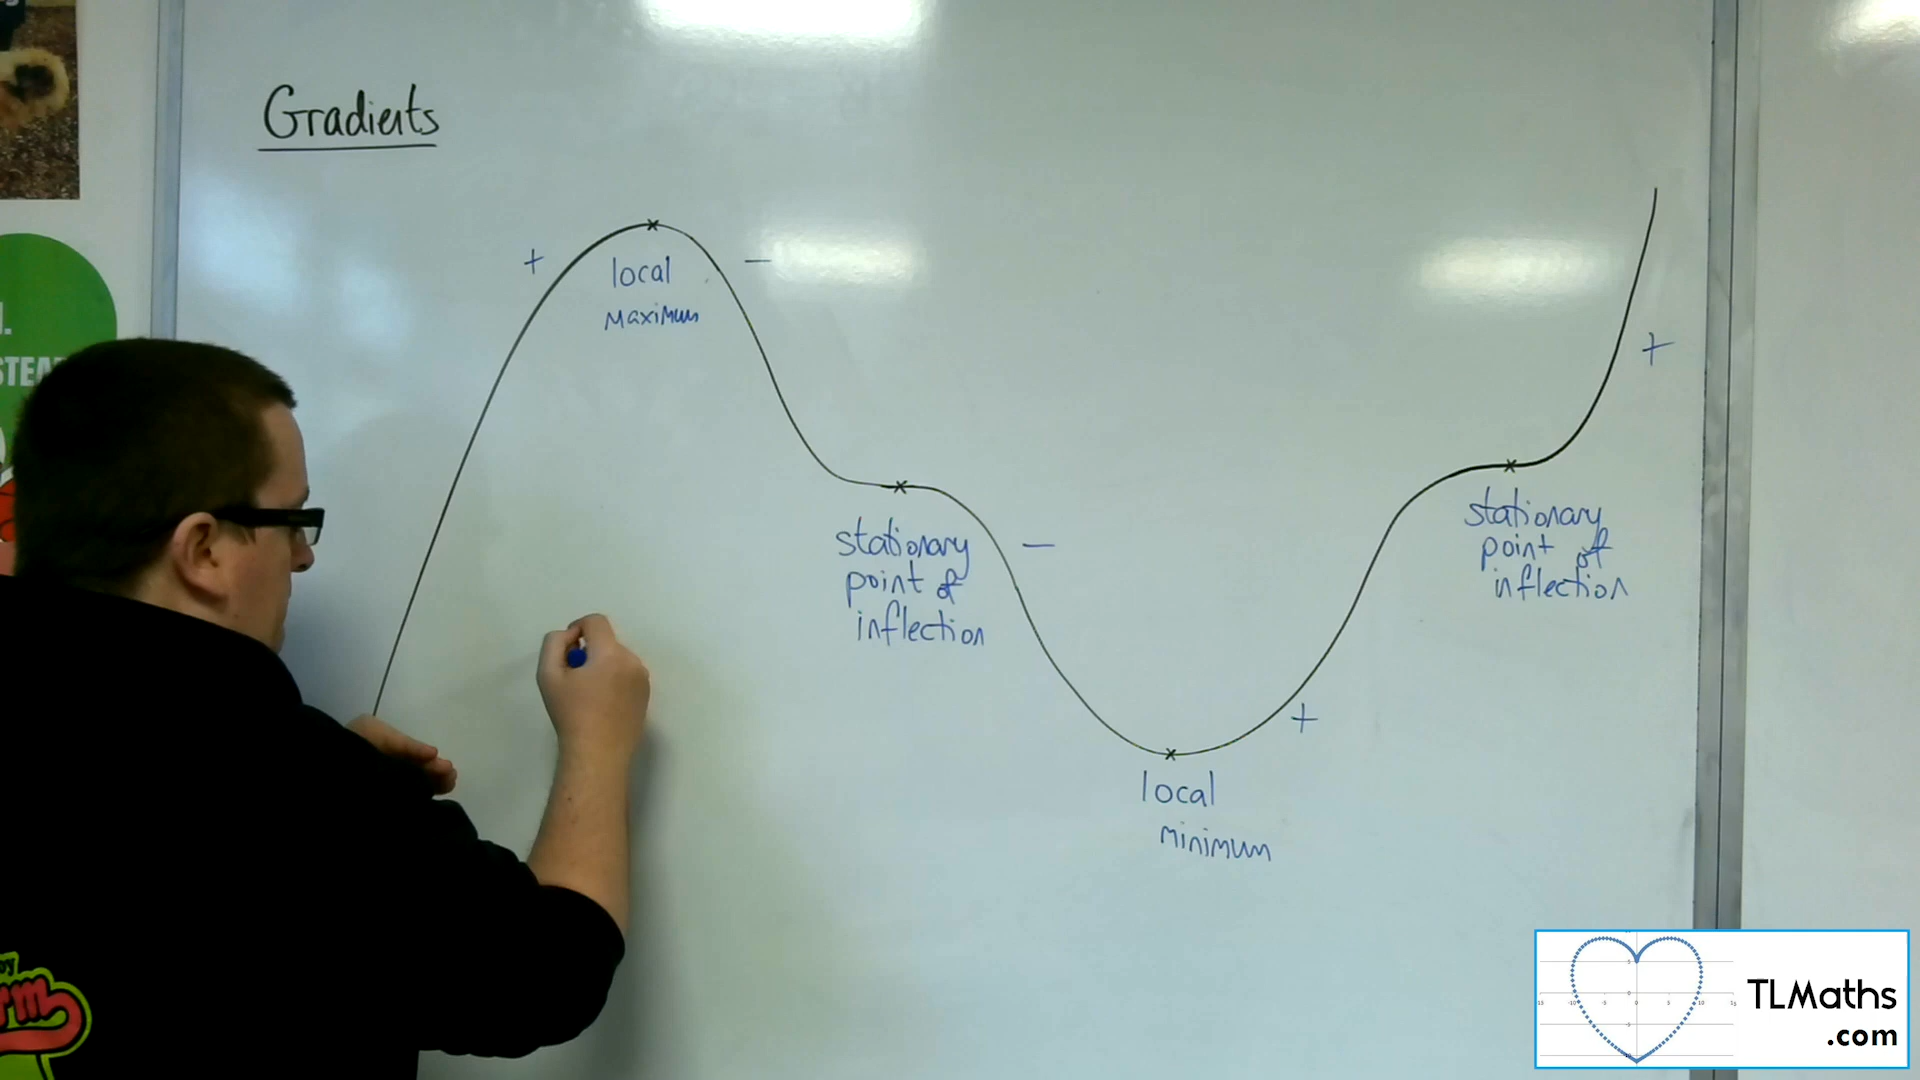 Gradients
+
local
maximum
—
stationary
point of
inflection
—
local
minimum
+
stationary
point of
inflection
+
TLMaths
.com